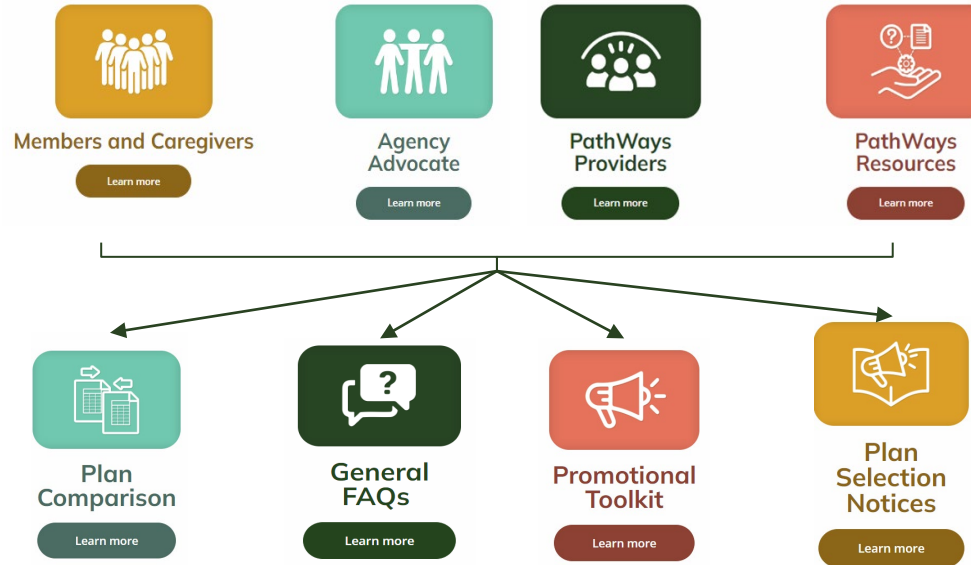 Members and Caregivers
Learn more
Agency
Advocate
Learn more
PathWays
Providers
Learn more
PathWays
Resources
Learn more
?
Plan
Comparison
Learn more
?
General
FAQs
Learn more
Promotional
Toolkit
Learn more
Plan
Selection
Notices
Learn more